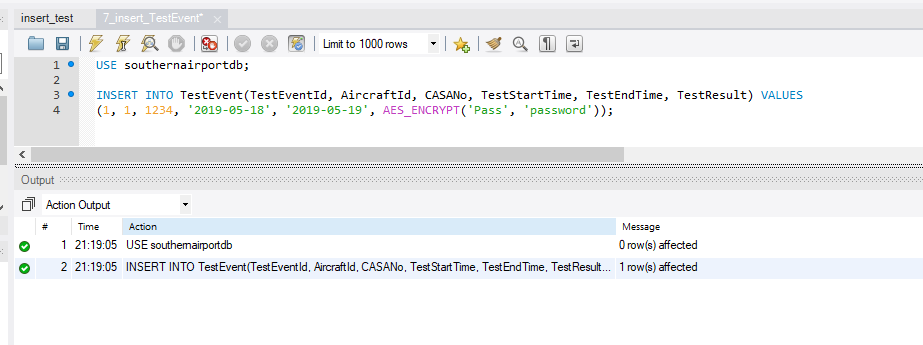 insert_test
7_insert_TestEvent*
Limit to 1000 rows
1 USE southernairportdb;
2
3 INSERT INTO TestEvent(TestEventId, AircraftId, CASANo, TestStartTime, TestEndTime, TestResult) VALUES
4 (1, 1, 1234, '2019-05-18', '2019-05-19', AES_ENCRYPT('Pass', 'password'));
Output
Action Output
# Time Action Message
1 21:19:05 USE southernairportdb 0 row(s) affected
2 21:19:05 INSERT INTO TestEvent(TestEventId, AircraftId, CASANo, TestStartTime, TestEndTime, TestResult... 1 row(s) affected